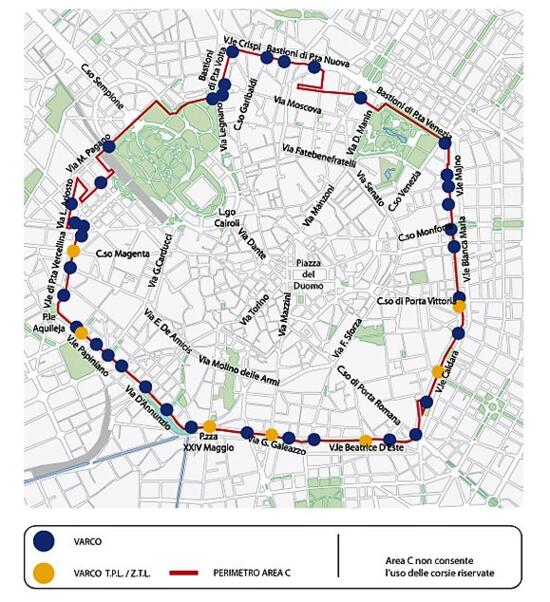 V.le Crispi
Bastioni di P.ta Nuova
Bastioni
di P.ta Volta
C.so Sempione
Via Legnano
C.so Garibaldi
Via Moscova
Bastioni di P.ta Venezia
Via D. Manin
Via M. Pagano
Via Fatebenefratelli
Via Senato
C.so Venezia
V.le Majno
Via L. Ariosto
L.go
Cairoli
Via Manzoni
C.so Monforte
V.le Bianca Maria
Via Dante
V.le di P.ta Vercellina
C.so Magenta
Via G.Carducci
Piazza
del
Duomo
C.so di Porta Vittoria
P.le
Aquileja
Via Torino
Via Mazzini
Via E. De Amicis
Via F. Sforza
V.le Papiniano
Via Molino delle Armi
C.so di Porta Romana
V.le Caldara
Via D'Annunzio
P.zza
XXIV Maggio
Via G. Galeazzo
V.le Beatrice D'Este
VARCO
VARCO T.P.L. / Z.T.L.
PERIMETRO AREA C
Area C non consente
l'uso delle corsie riservate